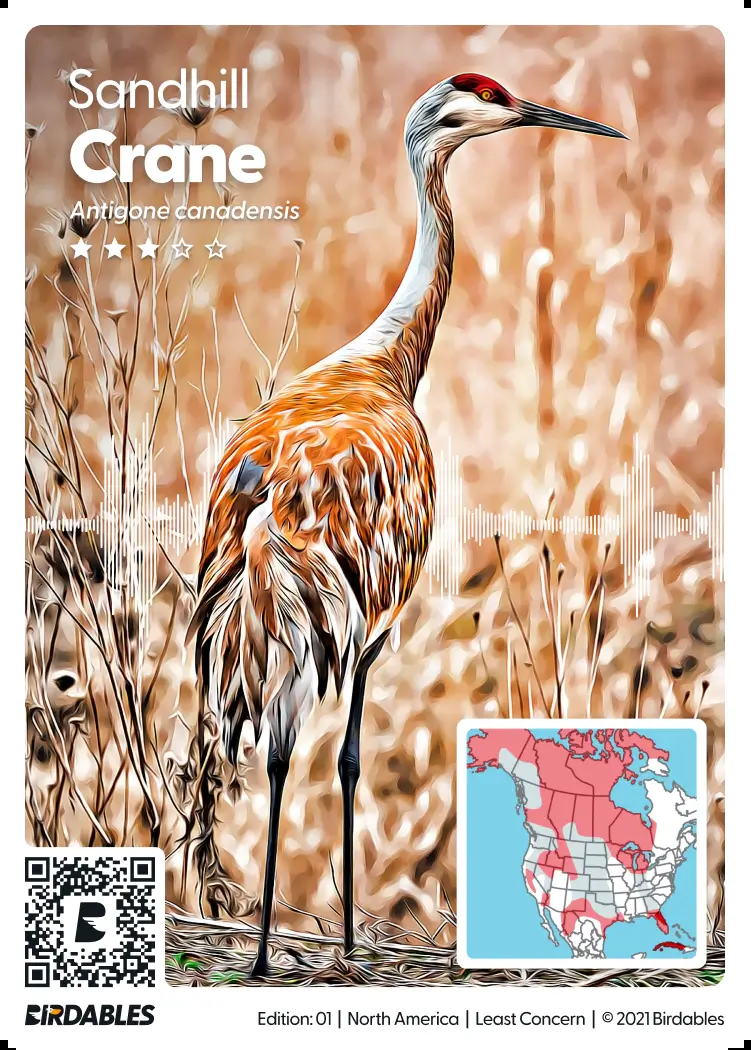 Sandhill
Crane
Antigone canadensis
BIRDABLES
Edition: 01 | North America | Least Concern | © 2021 Birdables